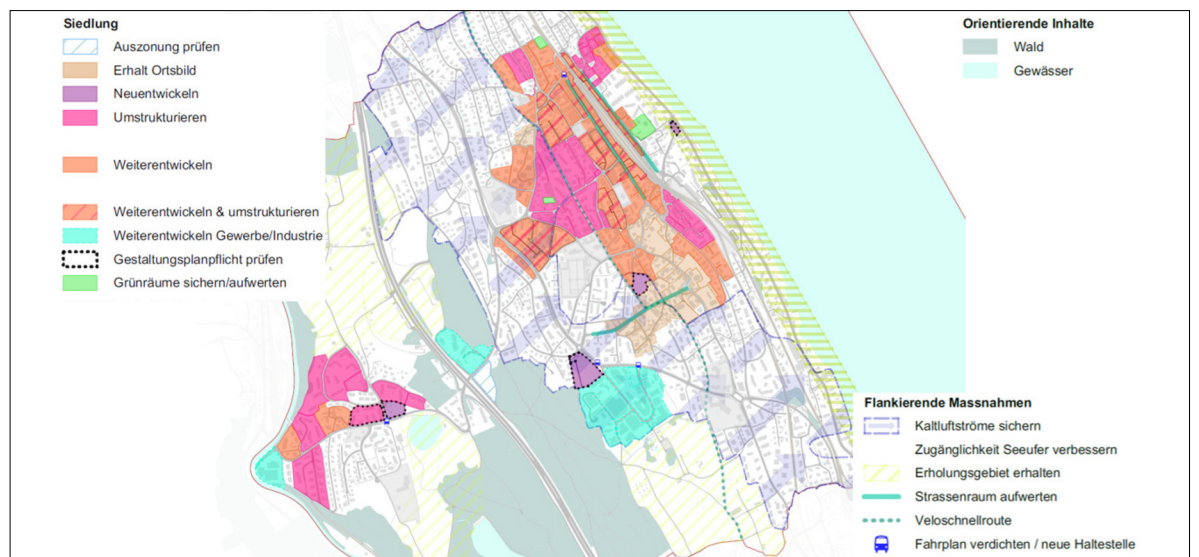 Siedlung
Auszonung prüfen
Erhalt Ortsbild
Neuentwickeln
Umstrukturieren
Weiterentwickeln
Weiterentwickeln & umstrukturieren
Weiterentwickeln Gewerbe/Industrie
Gestaltungsplanpflicht prüfen
Grünräume sichern/aufwerten
Orientierende Inhalte
Wald
Gewässer
Flankierende Massnahmen
Kaltluftströme sichern
Zugänglichkeit Seeufer verbessern
Erholungsgebiet erhalten
Strassenraum aufwerten
Veloschnellroute
Fahrplan verdichten / neue Haltestelle